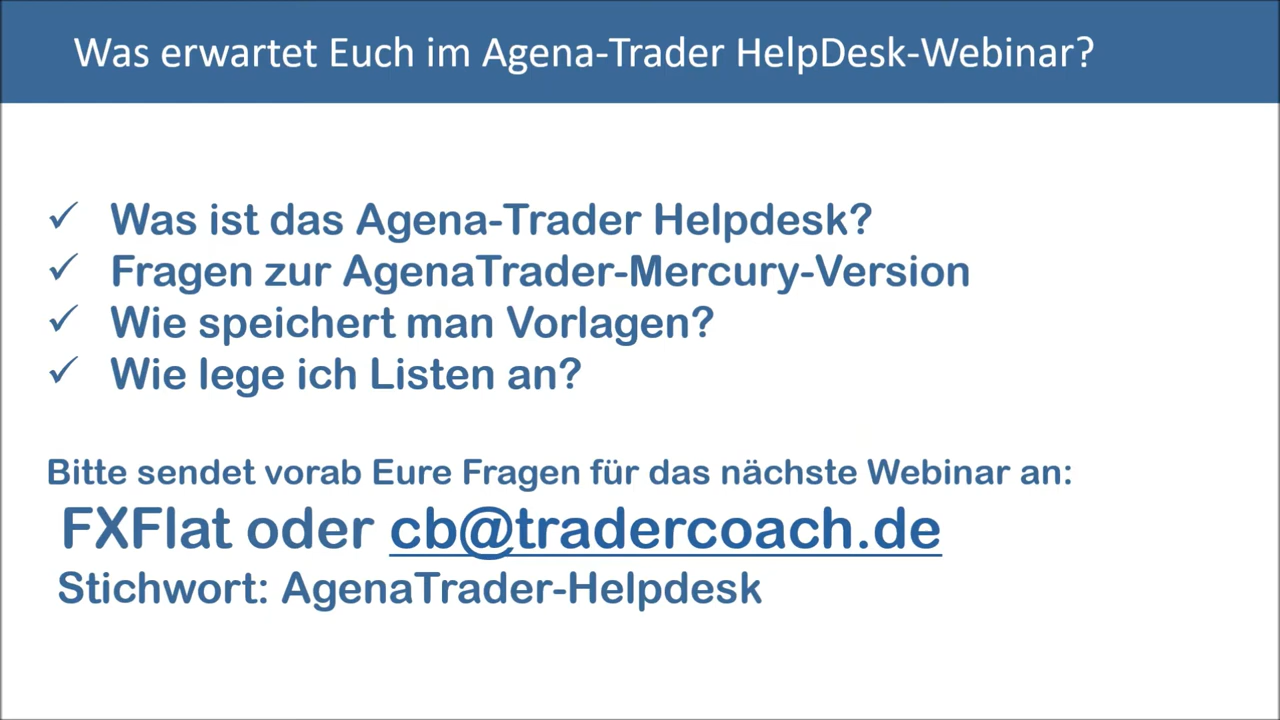 Was erwartet Euch im Agena-Trader HelpDesk-Webinar?
✓ Was ist das Agena-Trader Helpdesk?
✓ Fragen zur AgenaTrader-Mercury-Version
✓ Wie speichert man Vorlagen?
✓ Wie lege ich Listen an?
Bitte sendet vorab Eure Fragen für das nächste Webinar an:
FXFlat oder cb@tradercoach.de
Stichwort: AgenaTrader-Helpdesk